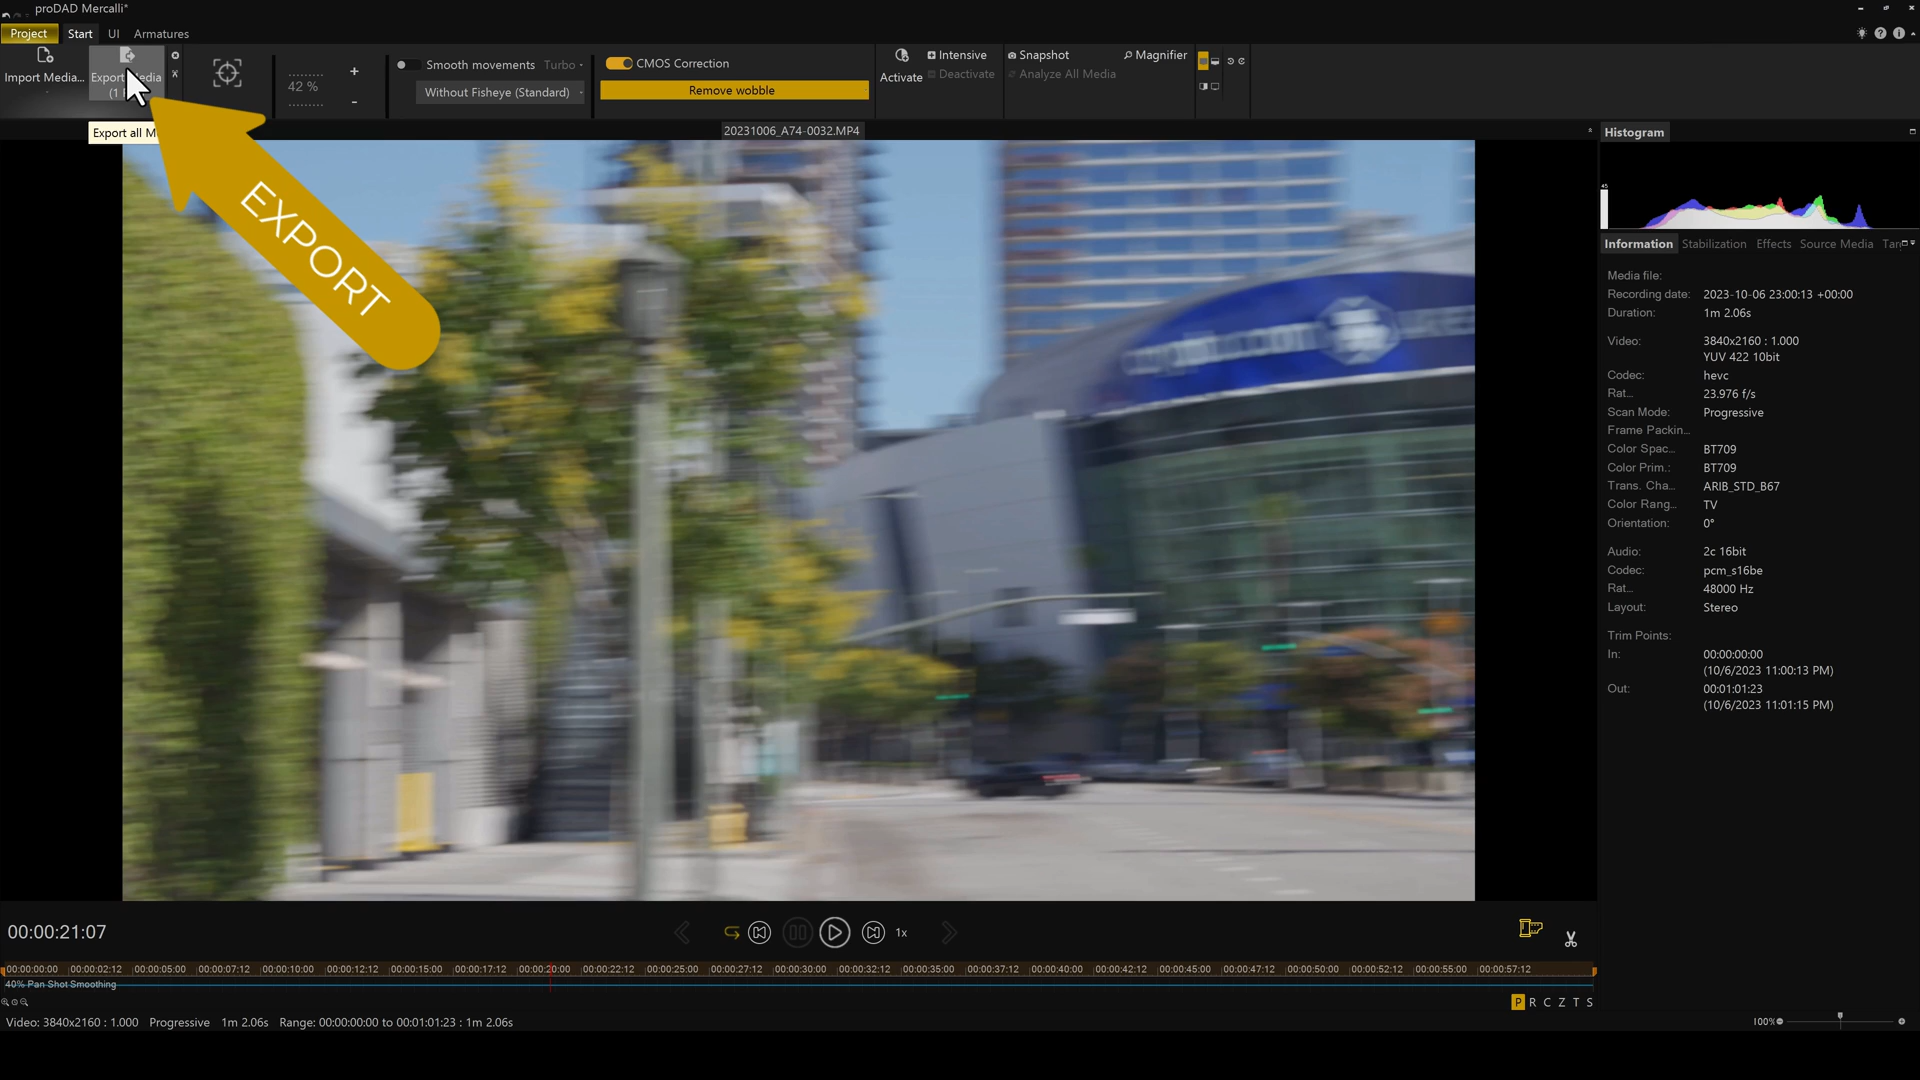 proDAD Mercalli*
Project Start UI Armatures
Import Media...
Export Media
Export all M
EXPORT
42 %
+
-
Smooth movements Turbo
Without Fisheye (Standard)
CMOS Correction
Remove wobble
Activate
Intensive
Deactivate
Snapshot
Analyze All Media
Magnifier
20231006_A74-0032.MP4
Histogram
45
Information Stabilization Effects Source Media Tar
Media file:
Recording date: 2023-10-06 23:00:13 +00:00
Duration: 1m 2.06s
Video: 3840x2160 : 1.000
YUV 422 10bit
Codec: hevc
Rat... 23.976 f/s
Scan Mode: Progressive
Frame Packin...
Color Spac... BT709
Color Prim.: BT709
Trans. Cha... ARIB_STD_B67
Color Rang... TV
Orientation: 0°
Audio: 2c 16bit
Codec: pcm_s16be
Rat... 48000 Hz
Layout: Stereo
Trim Points:
In: 00:00:00:00
(10/6/2023 11:00:13 PM)
Out: 00:01:01:23
(10/6/2023 11:01:15 PM)
00:00:21:07
1x
00:00:00:00 00:00:02:12 00:00:05:00 00:00:07:12 00:00:10:00 00:00:12:12 00:00:15:00 00:00:17:12 00:00:20:00 00:00:22:12 00:00:25:00 00:00:27:12 00:00:30:00 00:00:32:12 00:00:35:00 00:00:37:12 00:00:40:00 00:00:42:12 00:00:45:00 00:00:47:12 00:00:50:00 00:00:52:12 00:00:55:00 00:00:57:12
40% Pan Shot Smoothing
P R C Z T S
Video: 3840x2160 : 1.000 Progressive 1m 2.06s Range: 00:00:00:00 to 00:01:01:23 : 1m 2.06s
100%